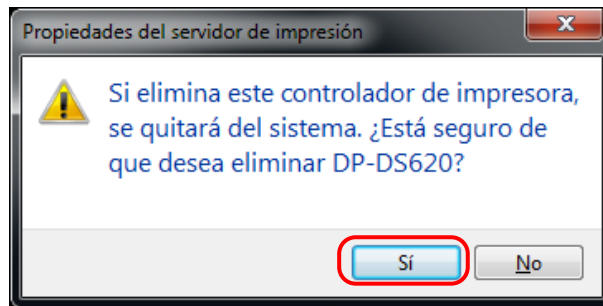 Propiedades del servidor de impresión
Si elimina este controlador de impresora,
se quitará del sistema. ¿Está seguro de
que desea eliminar DP-DS620?
Sí
No